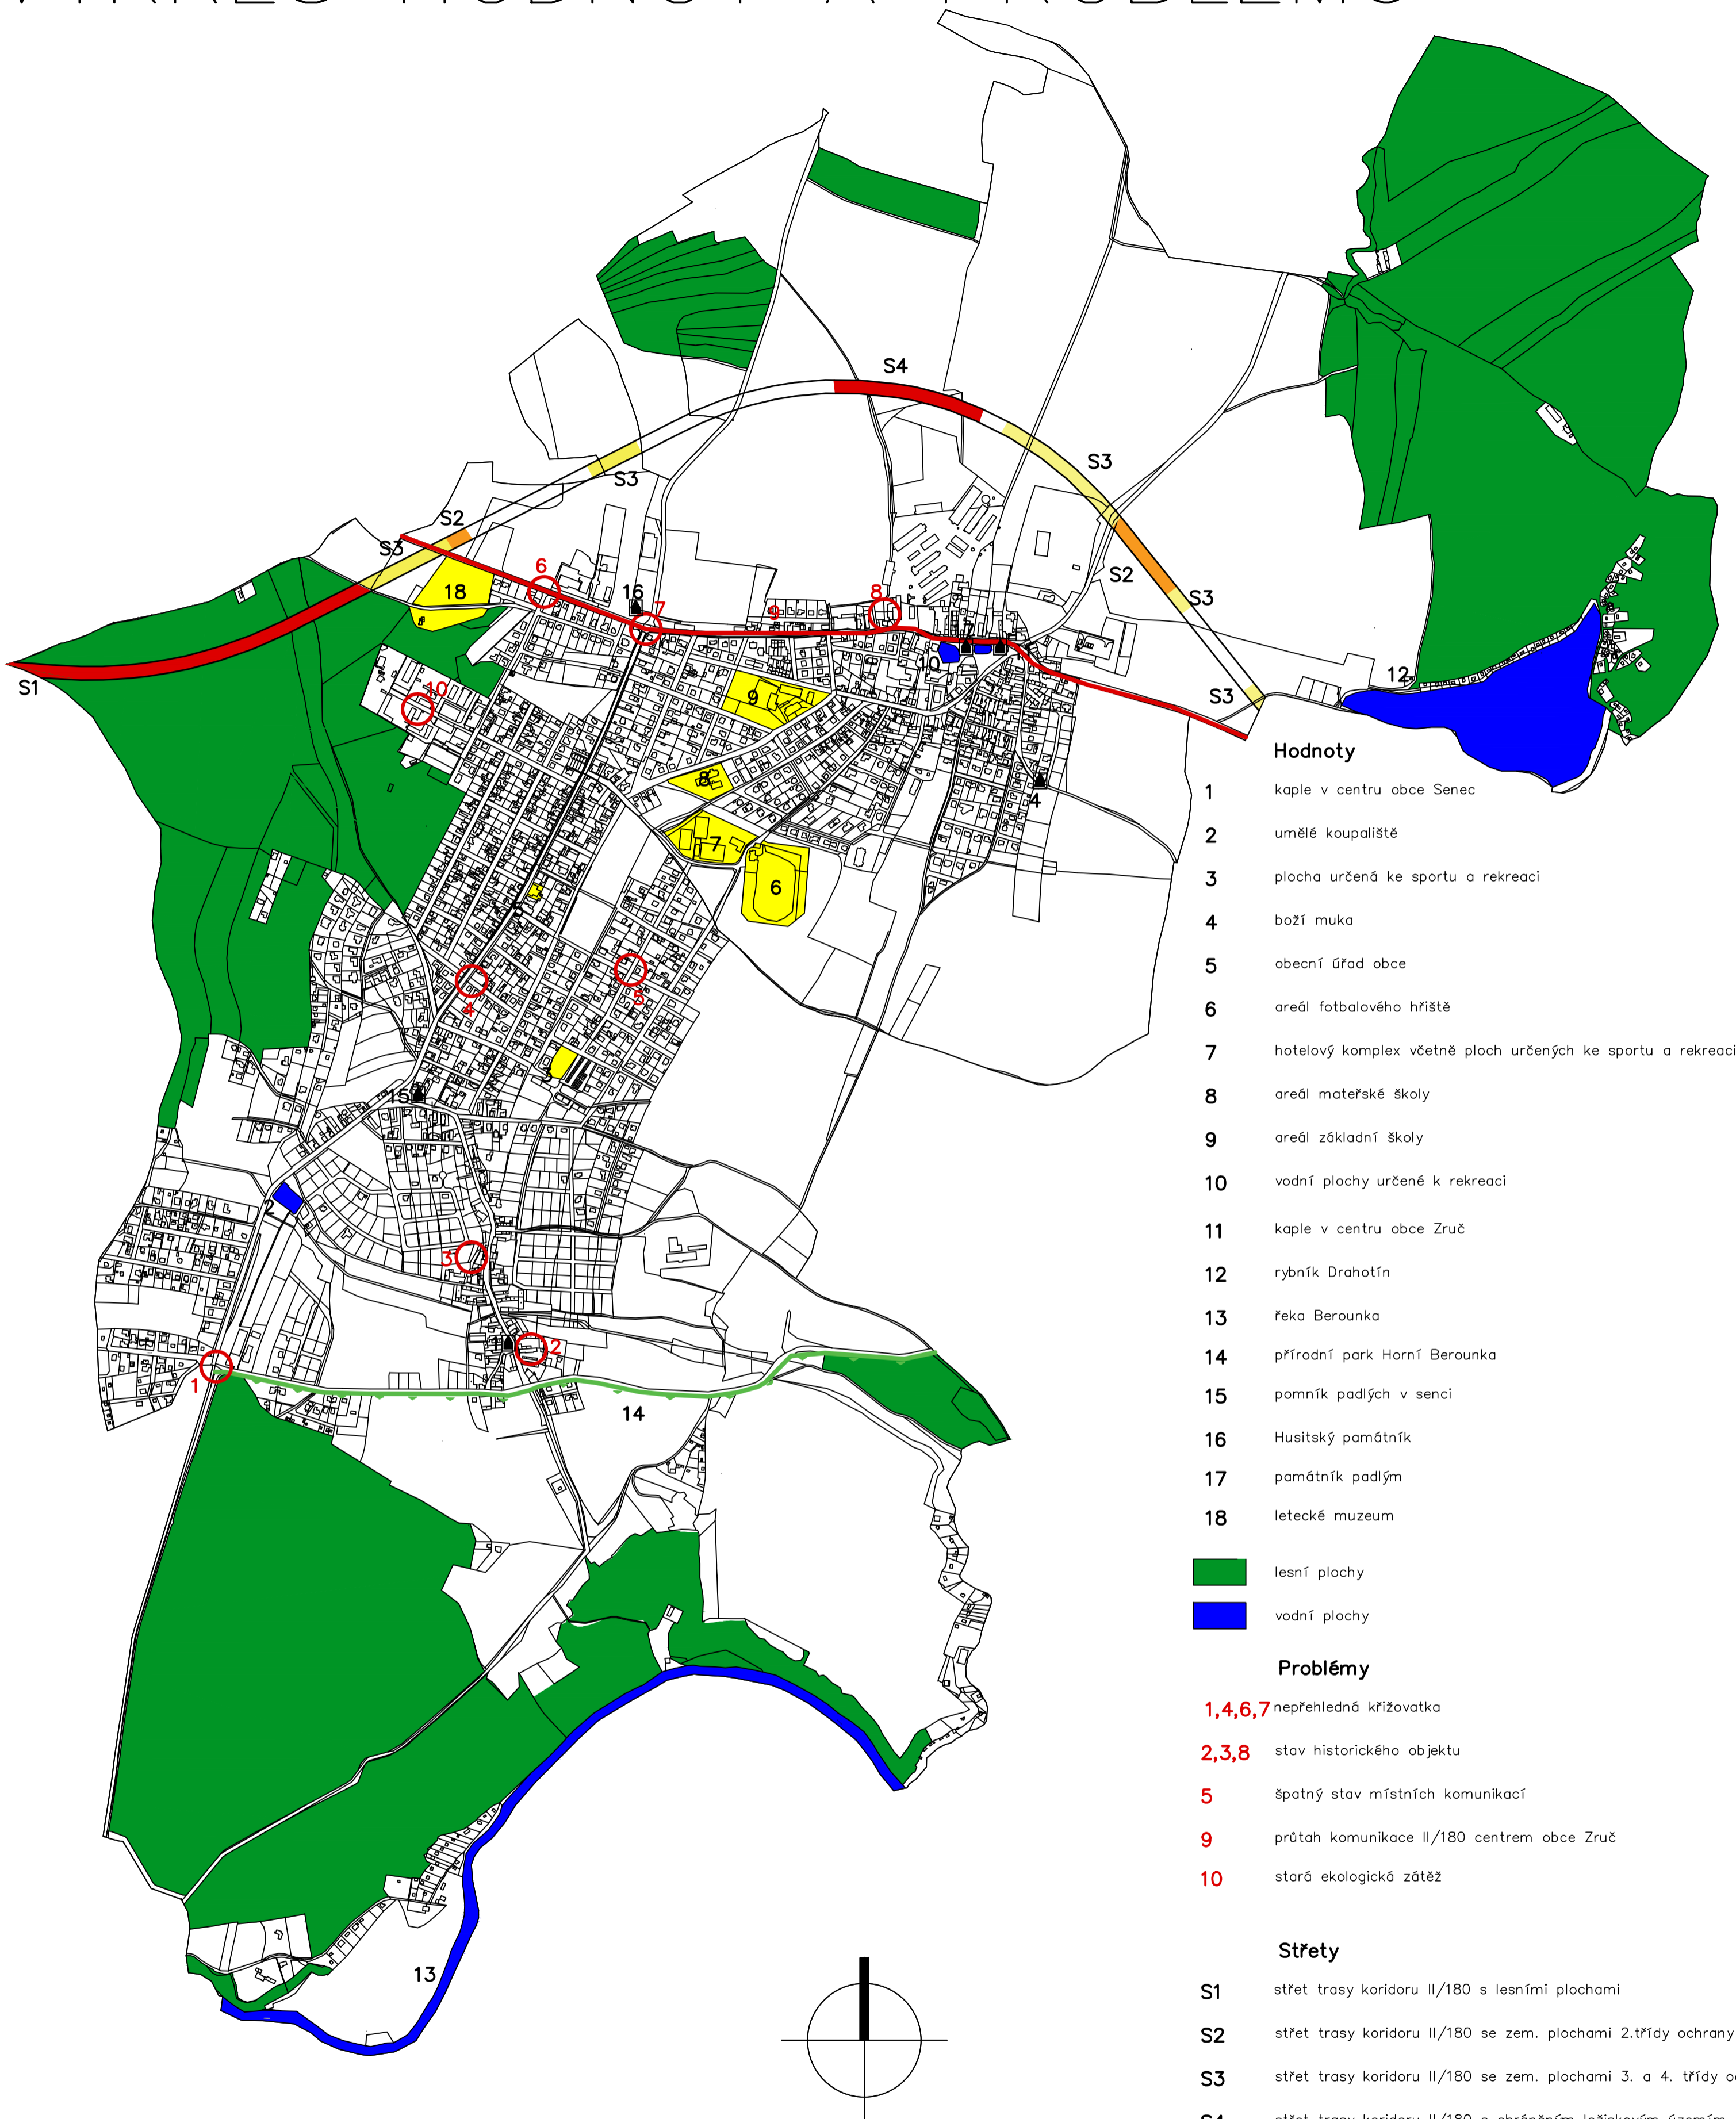 S4
S3
S3
S2
S3
S2
S3
S3
S1
6
18
16
7
9
8
17
10
11
12
10
9
8
4
7
6
4
5
3
15
2
3
1
2
1
14
13
Hodnoty
1 kaple v centru obce Senec
2 umělé koupaliště
3 plocha určená ke sportu a rekreaci
4 boží muka
5 obecní úřad obce
6 areál fotbalového hřiště
7 hotelový komplex včetně ploch určených ke sportu a rekreaci
8 areál mateřské školy
9 areál základní školy
10 vodní plochy určené k rekreaci
11 kaple v centru obce Zruč
12 rybník Drahotín
13 řeka Berounka
14 přírodní park Horní Berounka
15 pomník padlých v senci
16 Husitský památník
17 památník padlým
18 letecké muzeum
lesní plochy
vodní plochy
Problémy
1,4,6,7 nepřehledná křižovatka
2,3,8 stav historického objektu
5 špatný stav místních komunikací
9 průtah komunikace II/180 centrem obce Zruč
10 stará ekologická zátěž
Střety
S1 střet trasy koridoru II/180 s lesními plochami
S2 střet trasy koridoru II/180 se zem. plochami 2.třídy ochrany
S3 střet trasy koridoru II/180 se zem. plochami 3. a 4. třídy